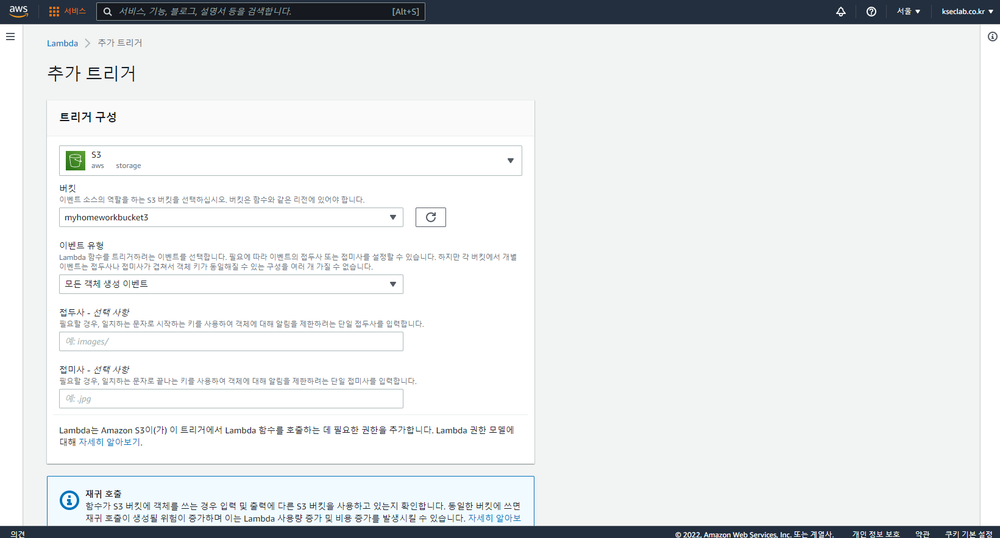 aws
서비스
서비스, 기능, 블로그, 설명서 등을 검색합니다.
[Alt+S]
서울 ▼
kseclab.co.kr ▼
Lambda > 추가 트리거
추가 트리거
트리거 구성
S3
aws storage
버킷
이벤트 소스의 역할을 하는 S3 버킷을 선택하십시오. 버킷은 함수와 같은 리전에 있어야 합니다.
myhomeworkbucket3
이벤트 유형
Lambda 함수를 트리거하려는 이벤트를 선택합니다. 필요에 따라 이벤트의 접두사 또는 접미사를 설정할 수 있습니다. 하지만 각 버킷에서 개별
이벤트는 접두사나 접미사가 겹쳐서 객체 키가 동일해질 수 있는 구성을 여러 개 가질 수 없습니다.
모든 객체 생성 이벤트
접두사 - 선택 사항
필요할 경우, 일치하는 문자로 시작하는 키를 사용하여 객체에 대해 알림을 제한하려는 단일 접두사를 입력합니다.
예: images/
접미사 - 선택 사항
필요할 경우, 일치하는 문자로 끝나는 키를 사용하여 객체에 대해 알림을 제한하려는 단일 접미사를 입력합니다.
예: .jpg
Lambda는 Amazon S3이(가) 이 트리거에서 Lambda 함수를 호출하는 데 필요한 권한을 추가합니다. Lambda 권한 모델에
대해 자세히 알아보기.
재귀 호출
함수가 S3 버킷에 객체를 쓰는 경우 입력 및 출력에 다른 S3 버킷을 사용하고 있는지 확인합니다. 동일한 버킷에 쓰면
재귀 호출이 생성될 위험이 증가하며 이는 Lambda 사용량 증가 및 비용 증가를 발생시킬 수 있습니다. 자세히 알아보
의견
© 2022, Amazon Web Services, Inc. 또는 계열사.
개인 정보 보호
약관
쿠키 기본 설정